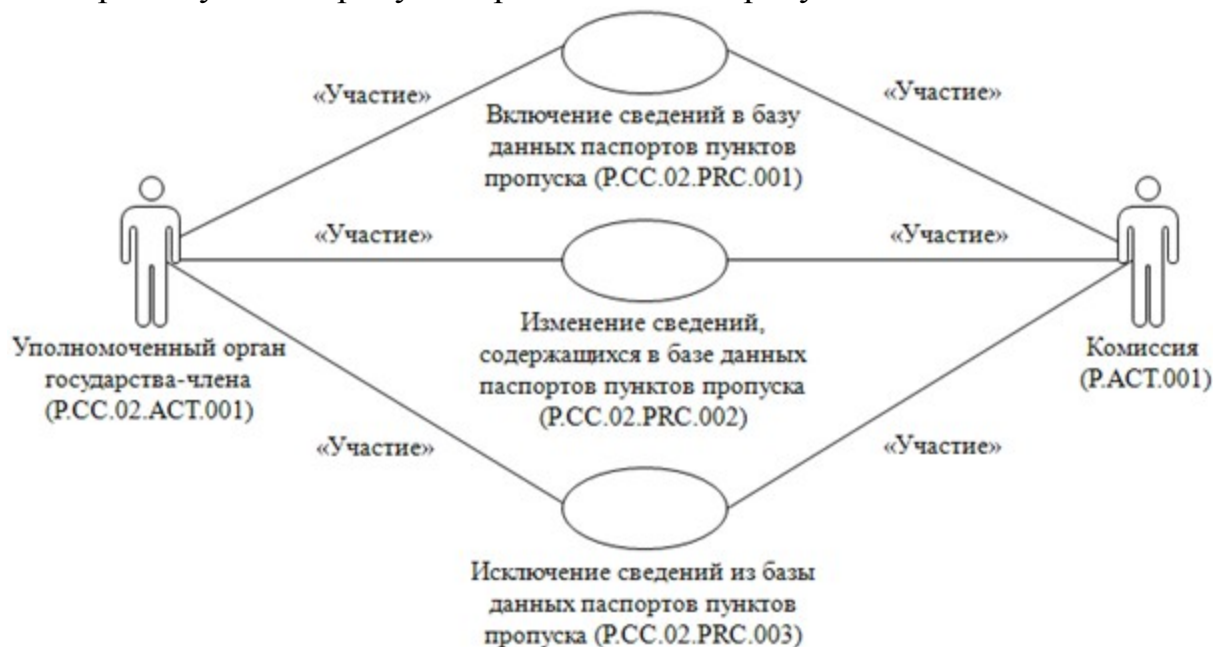 «Участие»
«Участие»
Включение сведений в базу
данных паспортов пунктов
пропуска (P.CC.02.PRC.001)
«Участие»
«Участие»
Изменение сведений,
содержащихся в базе данных
паспортов пунктов пропуска
(P.CC.02.PRC.002)
Уполномоченный орган
государства-члена
(P.CC.02.ACT.001)
Комиссия
(P.ACT.001)
«Участие»
«Участие»
Исключение сведений из базы
данных паспортов пунктов
пропуска (P.CC.02.PRC.003)